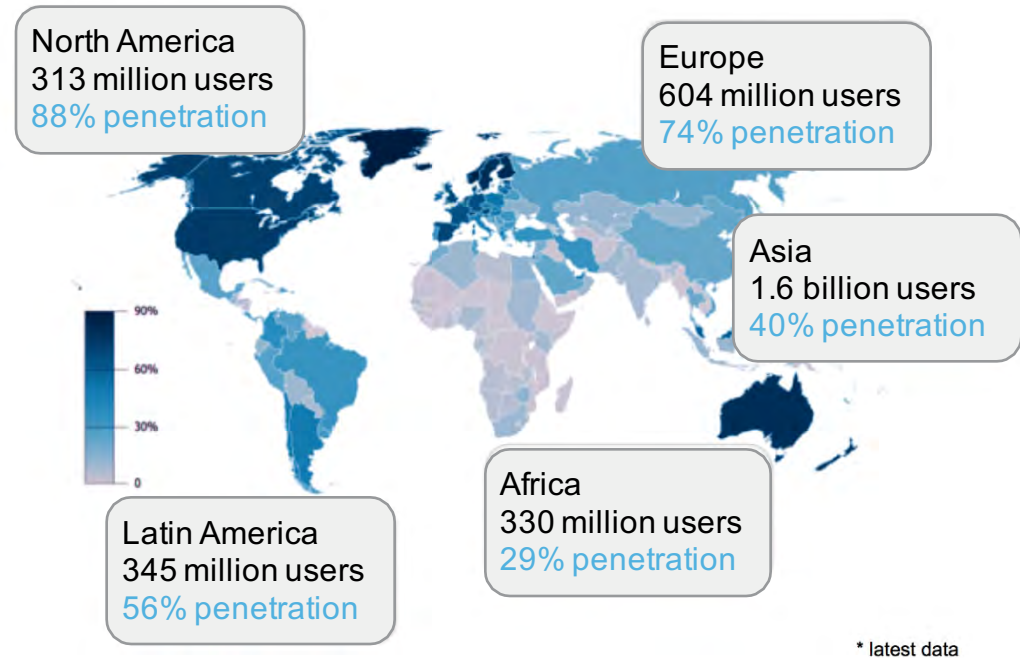 North America
313 million users
88% penetration
Europe
604 million users
74% penetration
Asia
1.6 billion users
40% penetration
90%
60%
30%
0
Africa
330 million users
29% penetration
Latin America
345 million users
56% penetration
* latest data